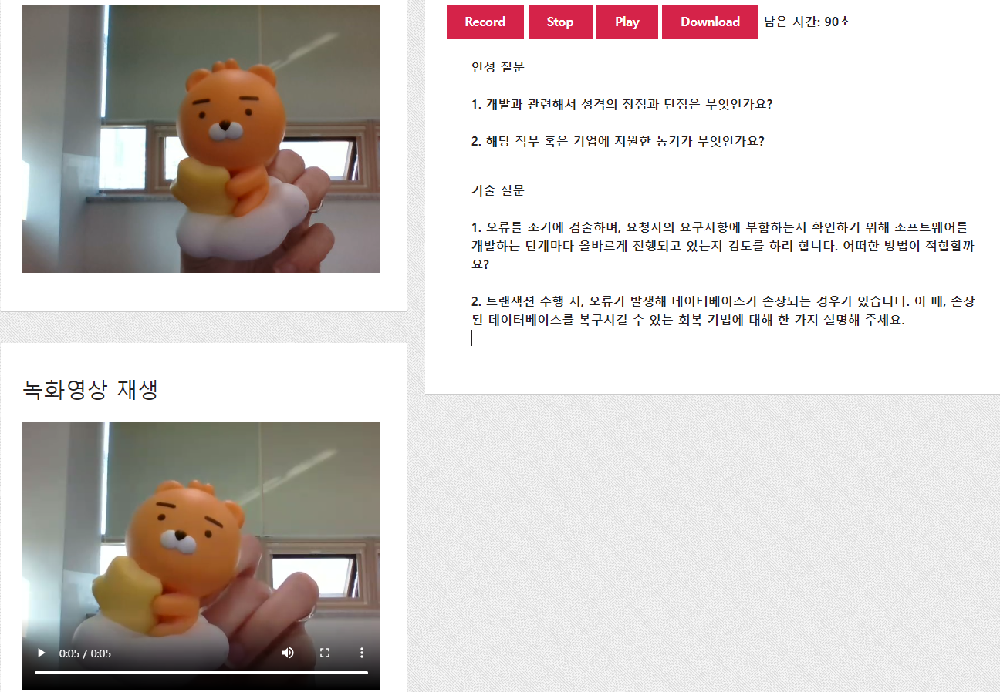 Record Stop Play Download 남은 시간: 90초
인성 질문
1. 개발과 관련해서 성격의 장점과 단점은 무엇인가요?
2. 해당 직무 혹은 기업에 지원한 동기가 무엇인가요?
기술 질문
1. 오류를 조기에 검출하며, 요청자의 요구사항에 부합하는지 확인하기 위해 소프트웨어를
개발하는 단계마다 올바르게 진행되고 있는지 검토를 하려 합니다. 어떠한 방법이 적합할까
요?
2. 트랜잭션 수행 시, 오류가 발생해 데이터베이스가 손상되는 경우가 있습니다. 이 때, 손상
된 데이터베이스를 복구시킬 수 있는 회복 기법에 대해 한 가지 설명해 주세요.
녹화영상 재생
0:05 / 0:05